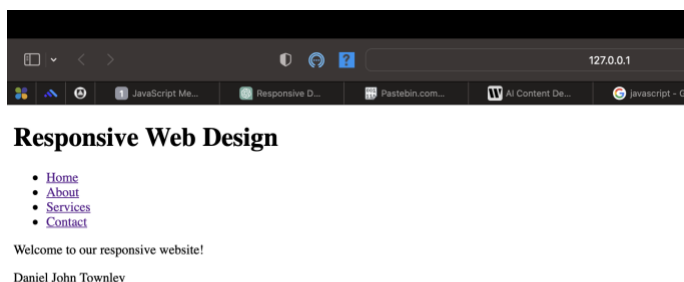 127.0.0.1
1 JavaScript Me... Responsive D... Pastebin.com... W AI Content De... G javascript - G
Responsive Web Design
Home
About
Services
Contact
Welcome to our responsive website!
Daniel John Townley